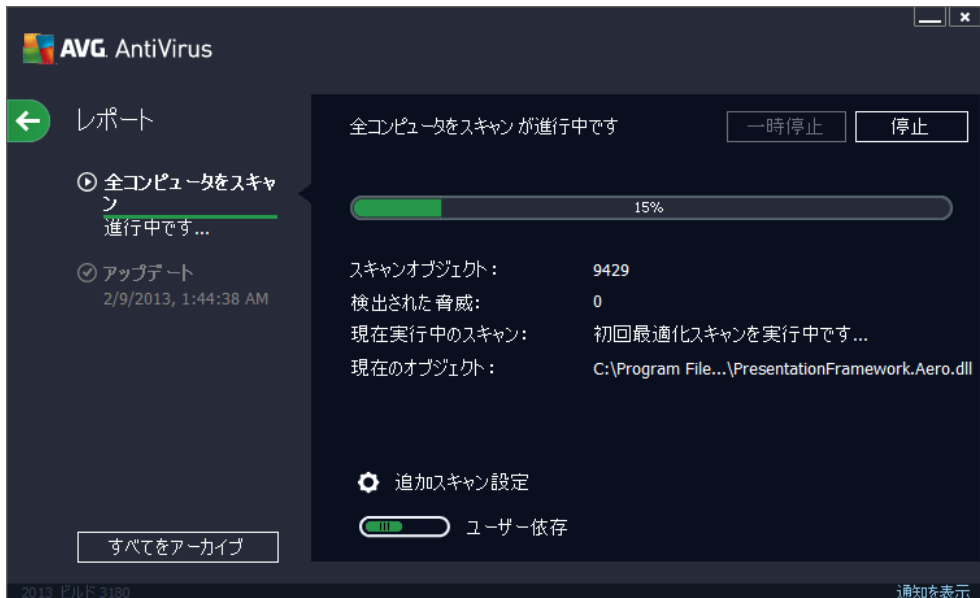 AVG. AntiVirus
レポート
全コンピュータをスキャ
ン
進行中です...
アップデート
2/9/2013, 1:44:38 AM
すべてをアーカイブ
全コンピュータをスキャン が進行中です
一時停止
停止
15%
スキャンオブジェクト: 9429
検出された脅威: 0
現在実行中のスキャン: 初回最適化スキャンを実行中です...
現在のオブジェクト: C:\Program File...\PresentationFramework.Aero.dll
追加スキャン設定
ユーザー依存
2013 ビルド 3180
通知を表示